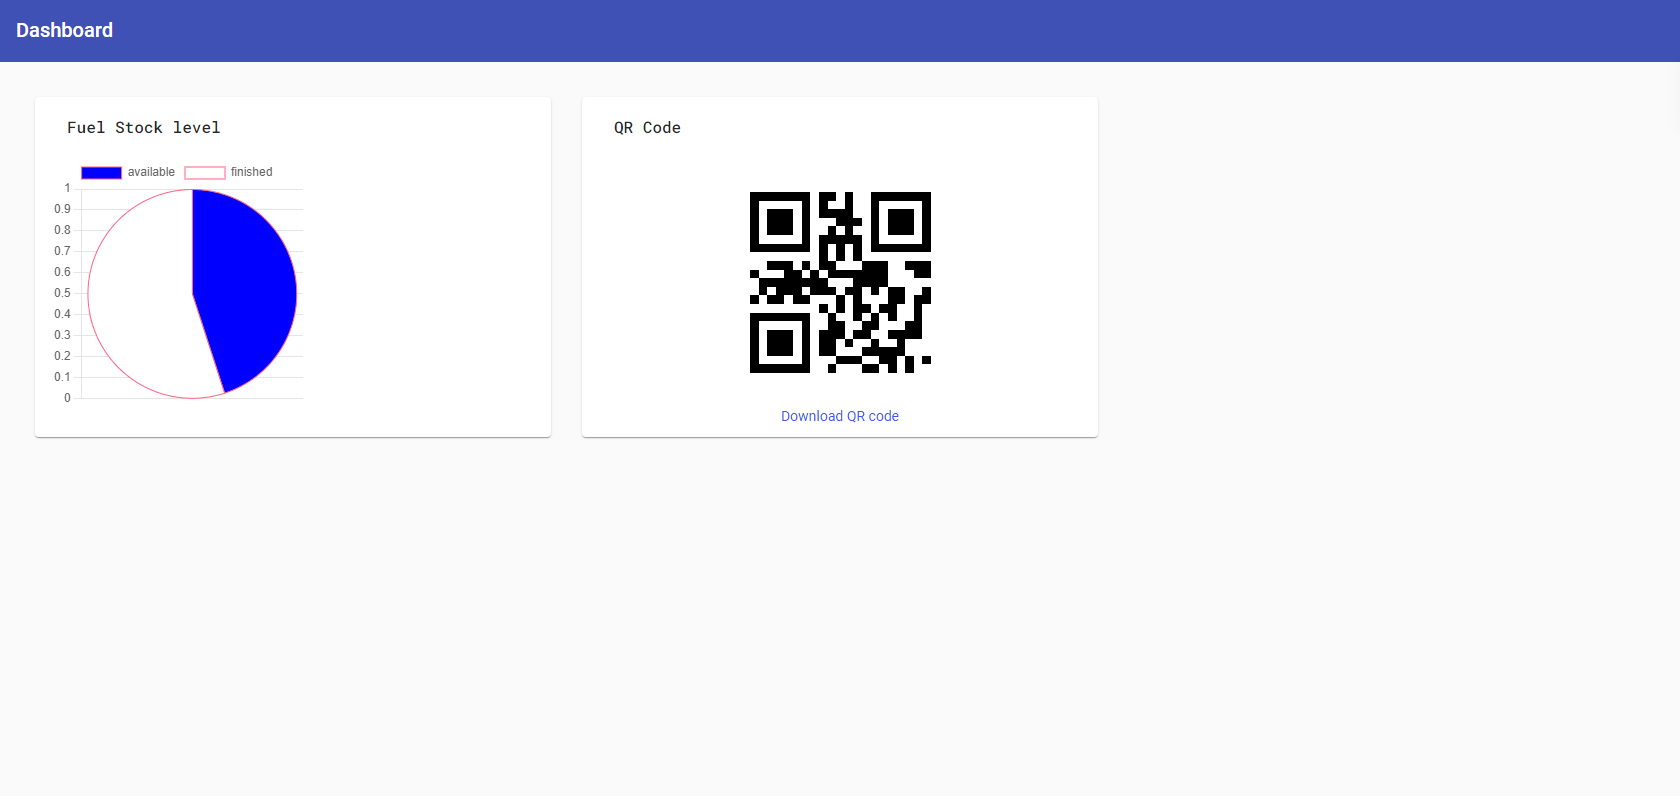 Dashboard
Fuel Stock level
available finished
1
0.9
0.8
0.7
0.6
0.5
0.4
0.3
0.2
0.1
0
QR Code
Download QR code